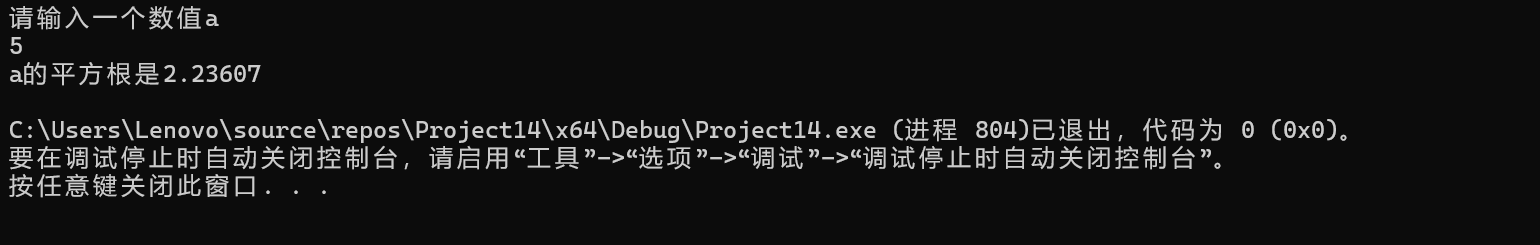 请输入一个数值a
5
a的平方根是2.23607
C:\Users\Lenovo\source\repos\Project14\x64\Debug\Project14.exe (进程 804)已退出，代码为 0 (0x0)。
要在调试停止时自动关闭控制台，请启用“工具”->“选项”->“调试”->“调试停止时自动关闭控制台”。
按任意键关闭此窗口. . .